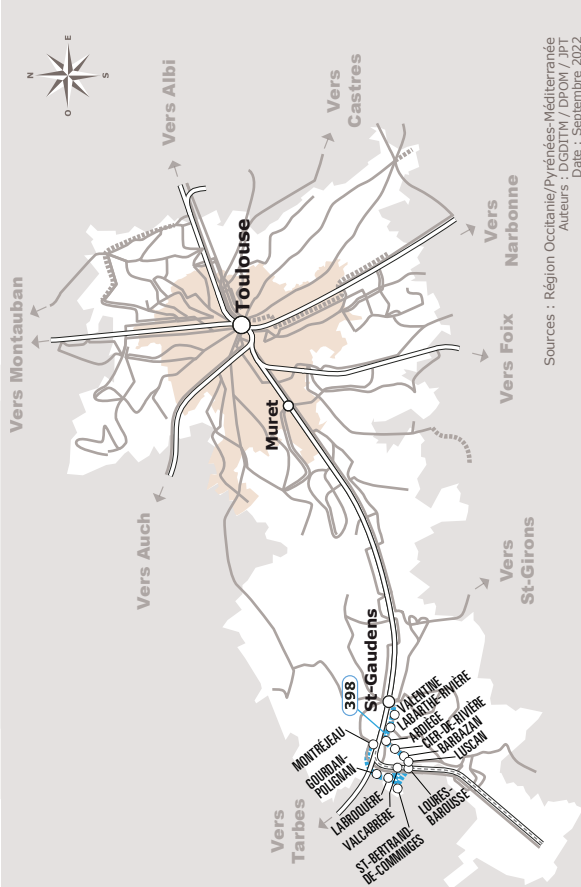 N
E
O
S
Vers Albi
Vers
Castres
Vers Montauban
Toulouse
Vers
Narbonne
Vers Foix
Muret
Vers Auch
Vers
St-Girons
St-Gaudens
398
VALENTINE
LABARTHE-RIVIÈRE
ARDIÈGE
CIER-DE-RIVIÈRE
BARBAZAN
LUSCAN
MONTRÉJEAU
GOURDAN-
POLIGNAN
LABROQUÈRE
VALCABRÈRE
ST-BERTRAND-
DE-COMMINGES
LOURES-
BAROUSSE
Vers
Tarbes
Sources : Région Occitanie/Pyrénées-Méditerranée
Auteurs : DGDITM / DPOM / JPT
Date : Septembre 2022